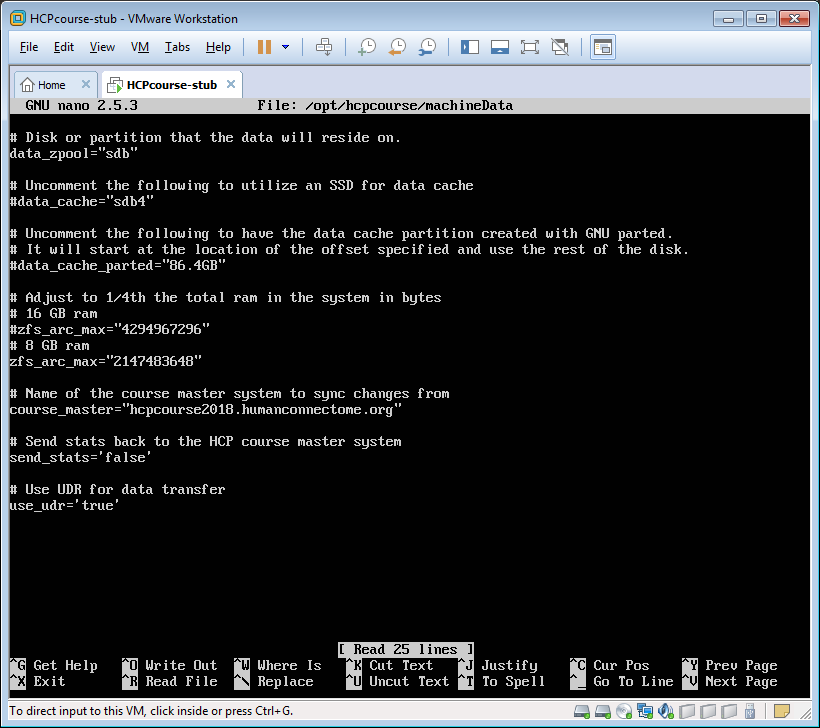 HCPcourse-stub - VMware Workstation
File Edit View VM Tabs Help
Home HCPcourse-stub
GNU nano 2.5.3 File: /opt/hcpcourse/machineData
# Disk or partition that the data will reside on.
data_zpool="sdb"
# Uncomment the following to utilize an SSD for data cache
#data_cache="sdb4"
# Uncomment the following to have the data cache partition created with GNU parted.
# It will start at the location of the offset specified and use the rest of the disk.
#data_cache_parted="86.4GB"
# Adjust to 1/4th the total ram in the system in bytes
# 16 GB ram
#zfs_arc_max="4294967296"
# 8 GB ram
zfs_arc_max="2147483648"
# Name of the course master system to sync changes from
course_master="hcpcourse2018.humanconnectome.org"
# Send stats back to the HCP course master system
send_stats='false'
# Use UDR for data transfer
use_udr='true'
[ Read 25 lines ]
^G Get Help ^O Write Out ^W Where Is ^K Cut Text ^J Justify ^C Cur Pos ^Y Prev Page
^X Exit ^R Read File ^\ Replace ^U Uncut Text ^T To Spell ^_ Go To Line ^V Next Page
To direct input to this VM, click inside or press Ctrl+G.